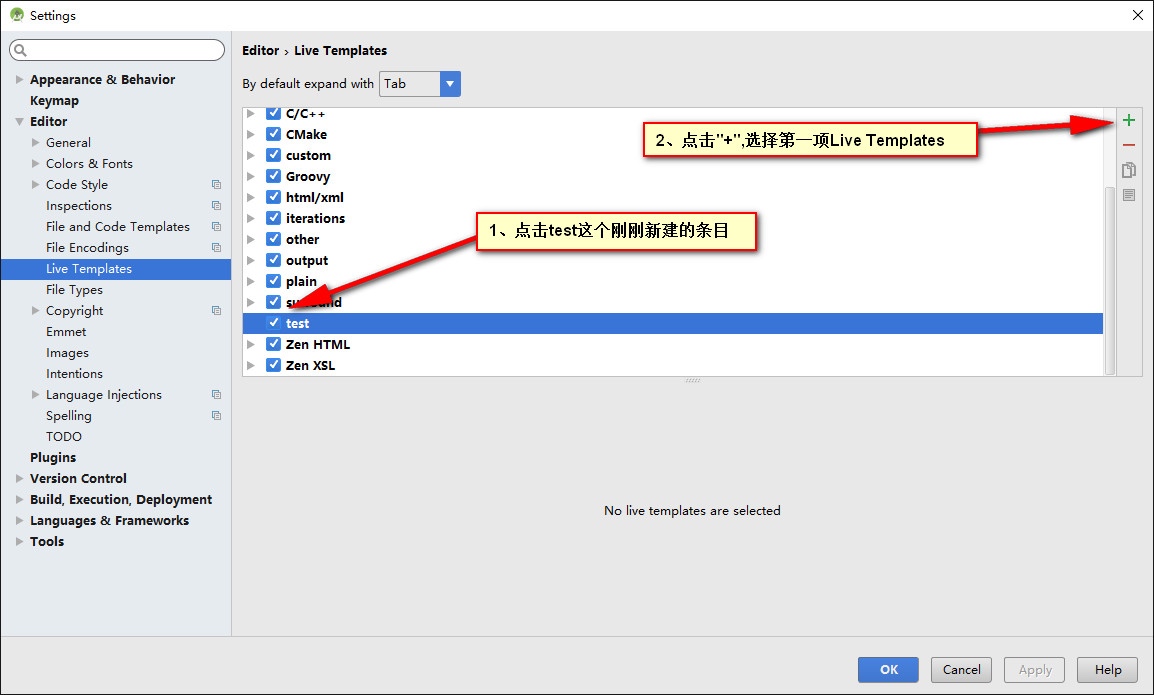 Settings
Editor › Live Templates
By default expand with Tab
Appearance & Behavior
Keymap
Editor
General
Colors & Fonts
Code Style
Inspections
File and Code Templates
File Encodings
Live Templates
File Types
Copyright
Emmet
Images
Intentions
Language Injections
Spelling
TODO
Plugins
Version Control
Build, Execution, Deployment
Languages & Frameworks
Tools
C/C++
CMake
custom
Groovy
html/xml
iterations
other
output
plain
surround
test
Zen HTML
Zen XSL
2、点击"+",选择第一项Live Templates
1、点击test这个刚刚新建的条目
No live templates are selected
OK
Cancel
Apply
Help